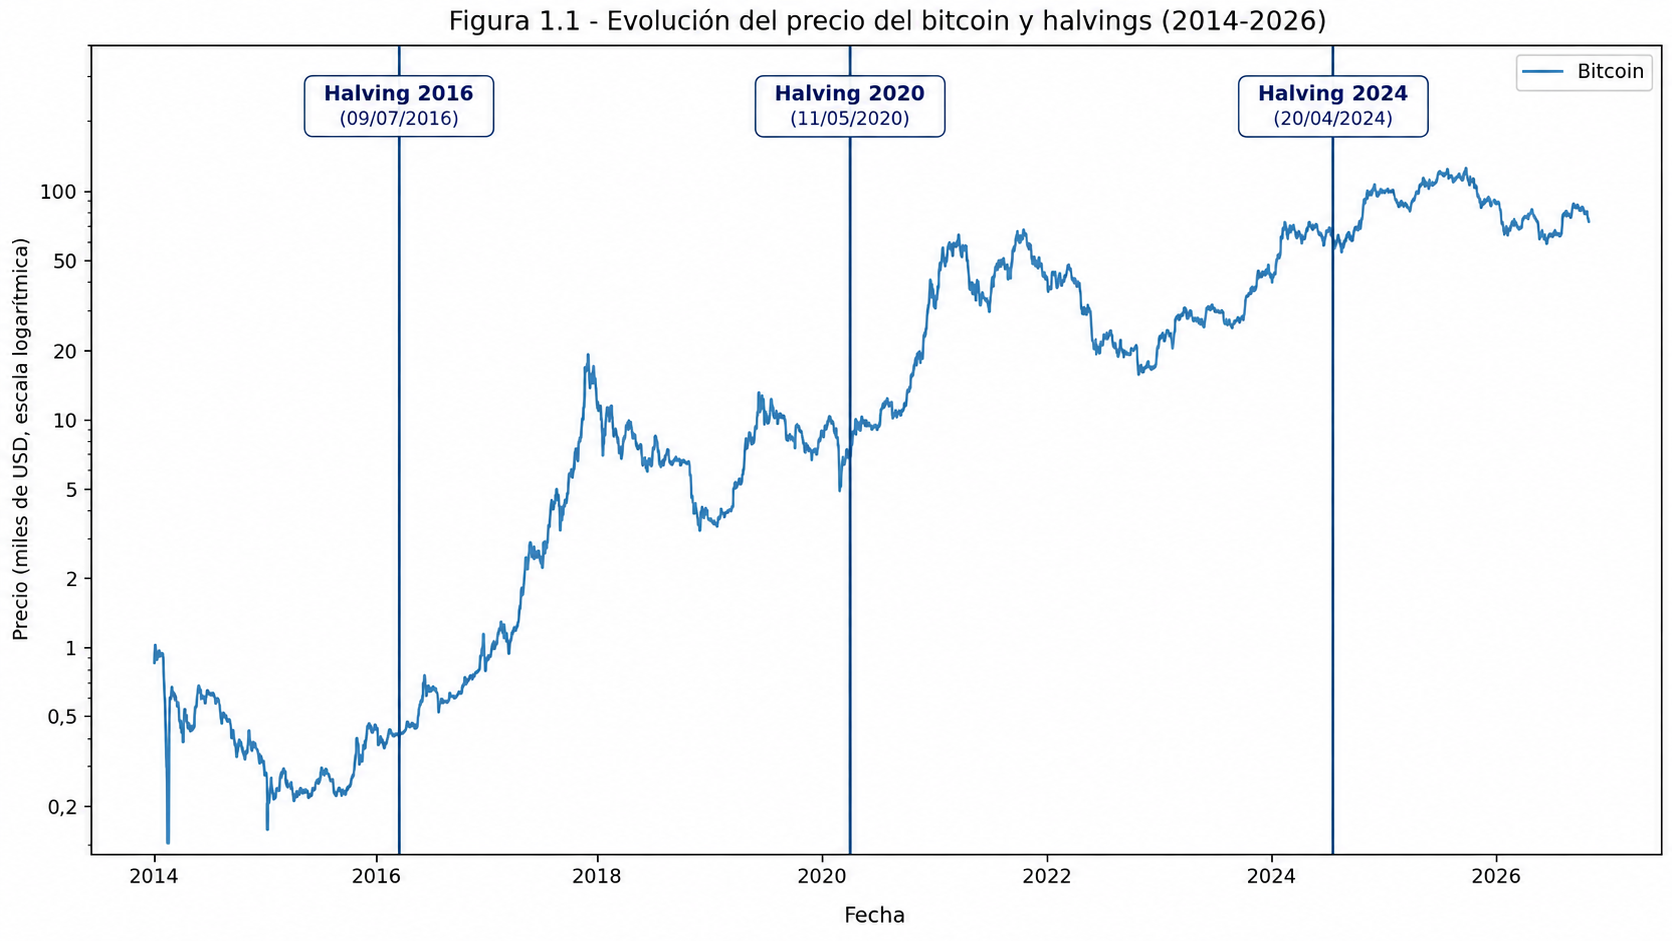 Figura 1.1 - Evolución del precio del bitcoin y halvings (2014-2026)
Bitcoin
Halving 2016
(09/07/2016)
Halving 2020
(11/05/2020)
Halving 2024
(20/04/2024)
Precio (miles de USD, escala logarítmica)
100
50
20
10
5
2
1
0,5
0,2
2014
2016
2018
2020
2022
2024
2026
Fecha